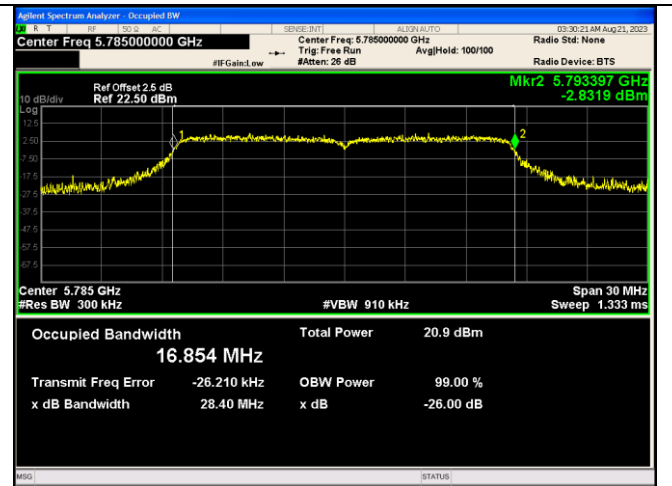 Agilent Spectrum Analyzer - Occupied BW
R T RF 50 Ω AC SENSE:INT ALIGN AUTO 03:30:21 AM Aug 21, 2023
Center Freq 5.785000000 GHz Center Freq: 5.785000000 GHz Radio Std: None
Trig: Free Run Avg|Hold: 100/100
#IFGain:Low #Atten: 26 dB Radio Device: BTS
Mkr2 5.793397 GHz
-2.8319 dBm
Ref Offset 2.5 dB
10 dB/div Ref 22.50 dBm
Log
12.5
2.50
-7.50
-17.5
-27.5
-37.5
-47.5
-57.5
-67.5
1
2
Center 5.785 GHz Span 30 MHz
#Res BW 300 kHz #VBW 910 kHz Sweep 1.333 ms
Occupied Bandwidth Total Power 20.9 dBm
16.854 MHz
Transmit Freq Error -26.210 kHz OBW Power 99.00 %
x dB Bandwidth 28.40 MHz x dB -26.00 dB
MSG STATUS